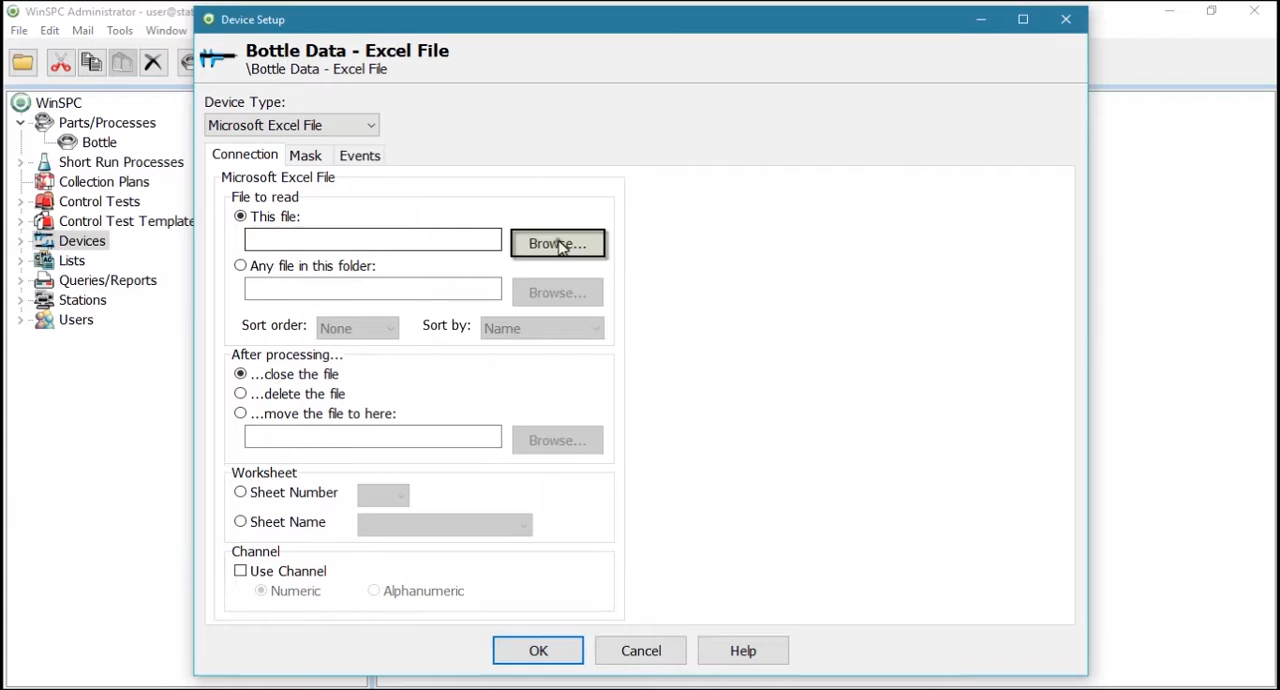 WinSPC Administrator - user@stat
File Edit Mail Tools Window
Device Setup
Bottle Data - Excel File
\Bottle Data - Excel File
Device Type:
Microsoft Excel File
Connection Mask Events
Microsoft Excel File
File to read
This file:
Browse...
Any file in this folder:
Browse...
Sort order: None Sort by: Name
After processing...
...close the file
...delete the file
...move the file to here:
Browse...
Worksheet
Sheet Number
Sheet Name
Channel
Use Channel
Numeric Alphanumeric
OK Cancel Help
WinSPC
Parts/Processes
Bottle
Short Run Processes
Collection Plans
Control Tests
Control Test Template
Devices
Lists
Queries/Reports
Stations
Users